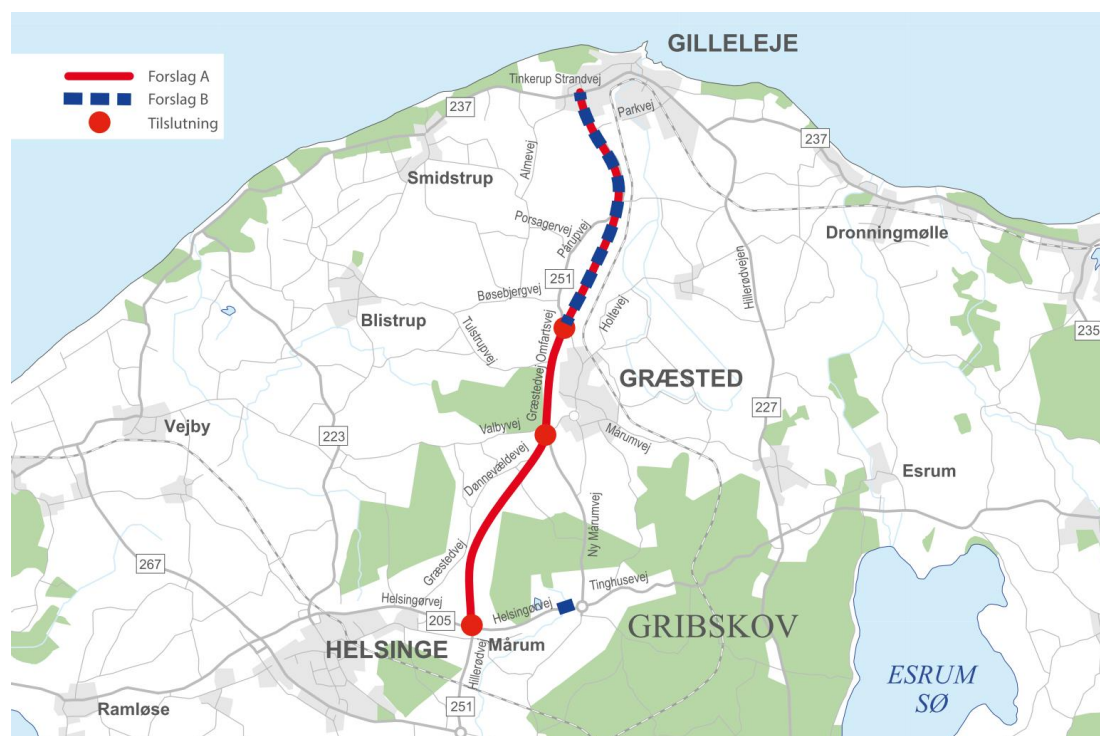 GILLELEJE
Forslag A
Forslag B
Tilslutning
Tinkerup Strandvej
237
Parkvej
237
Almevej
Smidstrup
Porsagervej
Pårupvej
Dronningmølle
Hillerødvejen
251
Bøsebjergvej
Holtevej
Blistrup
Tulstrupvej
Græstedvej Omfartsvej
235
GRÆSTED
227
Vejby
223
Valbyvej
Mårumvej
Dønnevældevej
Esrum
Ny Mårumvej
Græstedvej
267
Tinghusevej
Helsingørvej
205
Helsingørvej
GRIBSKOV
HELSINGE
Mårum
Hillerødvej
ESRUM
SØ
251
Ramløse